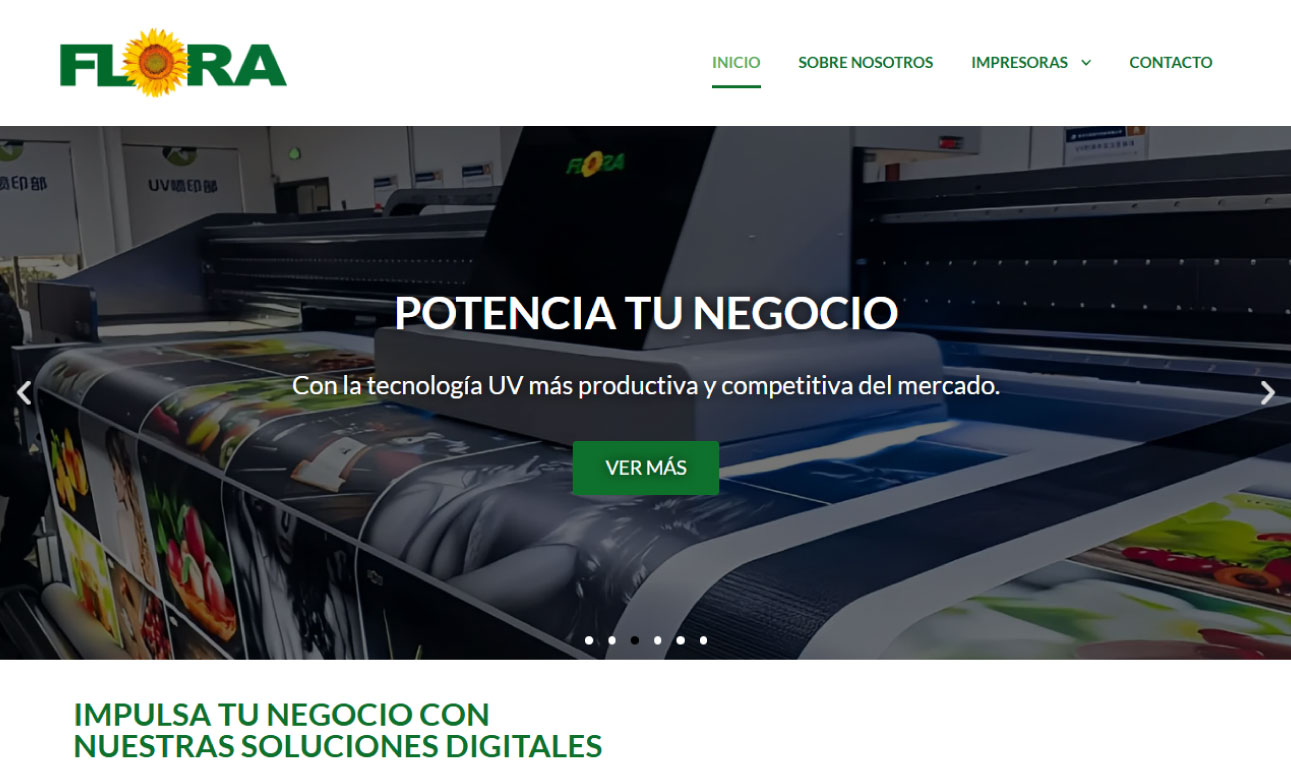 FLORA
INICIO
SOBRE NOSOTROS
IMPRESORAS
CONTACTO
FLORA
UV喷印部
POTENCIA TU NEGOCIO
Con la tecnología UV más productiva y competitiva del mercado.
VER MÁS
IMPULSA TU NEGOCIO CON
NUESTRAS SOLUCIONES DIGITALES